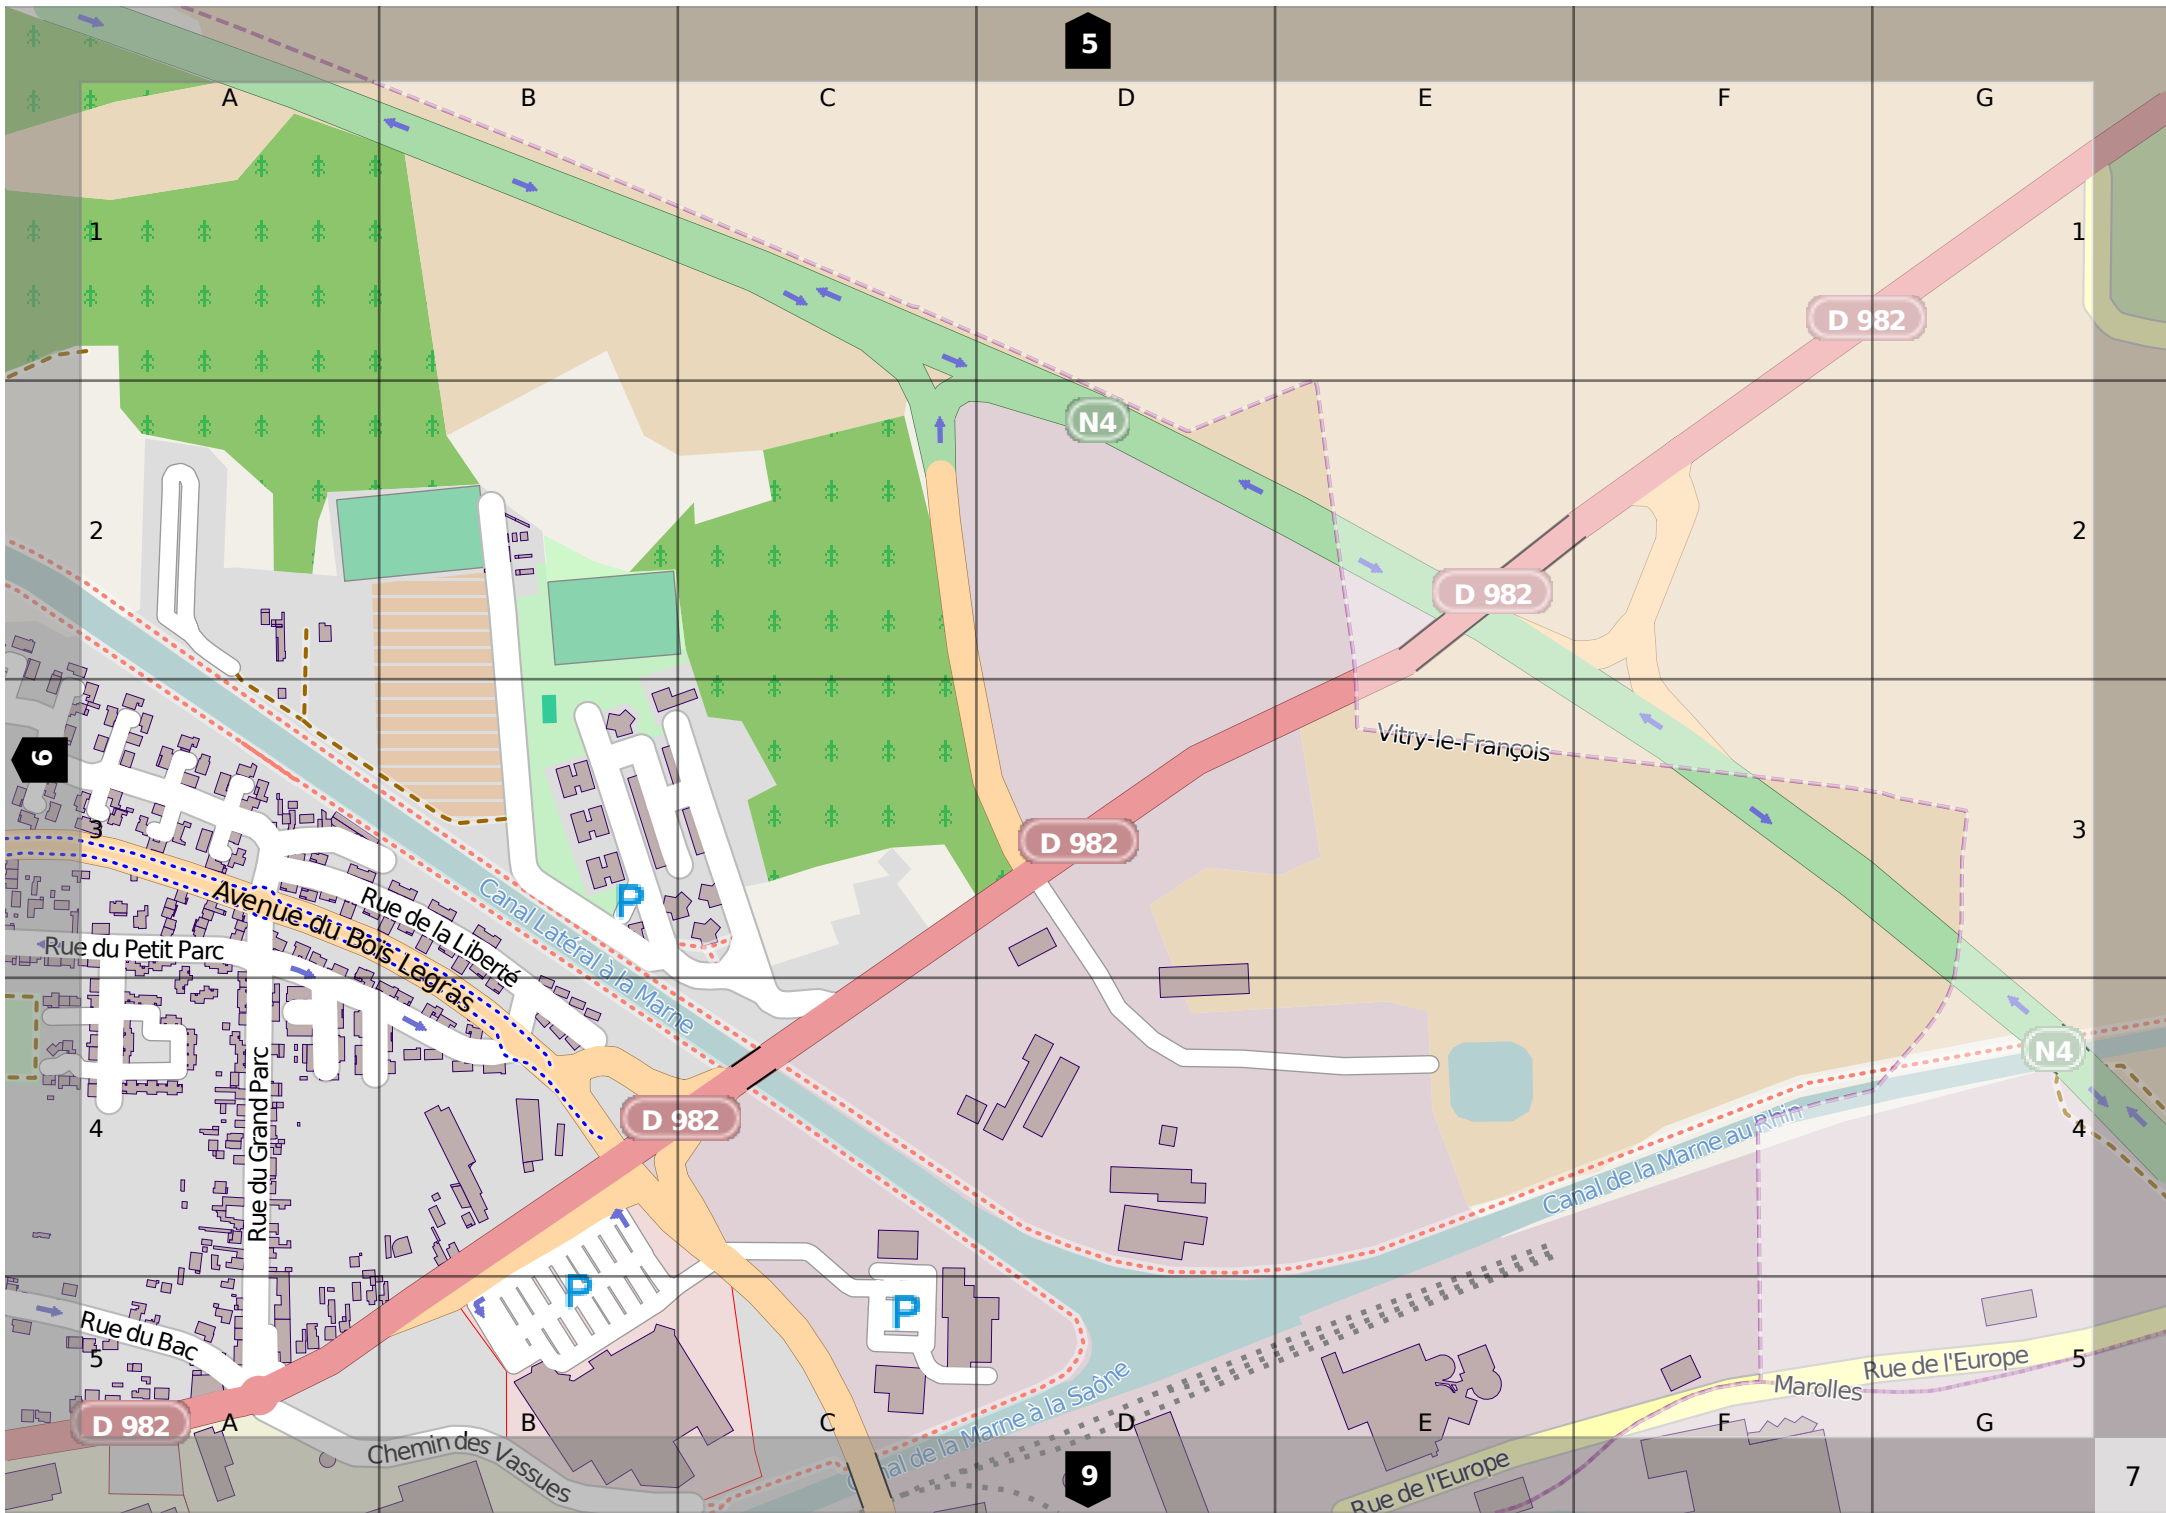 5
A B C D E F G
1 1
D 982
N4
2 2
D 982
Vitry-le-François
6
D 982
3 3
Avenue du Bois Legras
Rue de la Liberté
Canal Latéral à la Marne
Rue du Petit Parc
N4
D 982
P
Rue du Grand Parc
4 4
Canal de la Marne au Rhin
P
P
Rue du Bac
5 5
Rue de l'Europe
Marolles
Canal de la Marne à la Saône
D 982
A B C D E F G
Chemin des Vassues
Rue de l'Europe
9
7